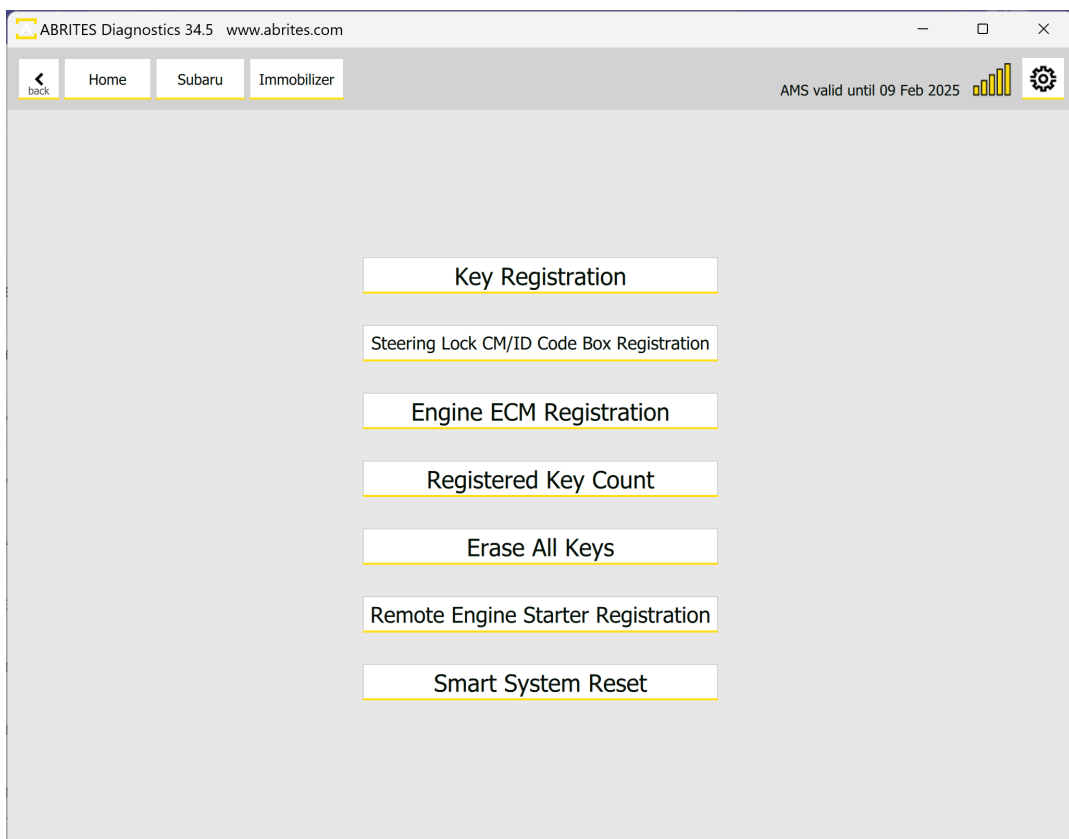 ABRITES Diagnostics 34.5 www.abrites.com
back
Home
Subaru
Immobilizer
AMS valid until 09 Feb 2025
Key Registration
Steering Lock CM/ID Code Box Registration
Engine ECM Registration
Registered Key Count
Erase All Keys
Remote Engine Starter Registration
Smart System Reset